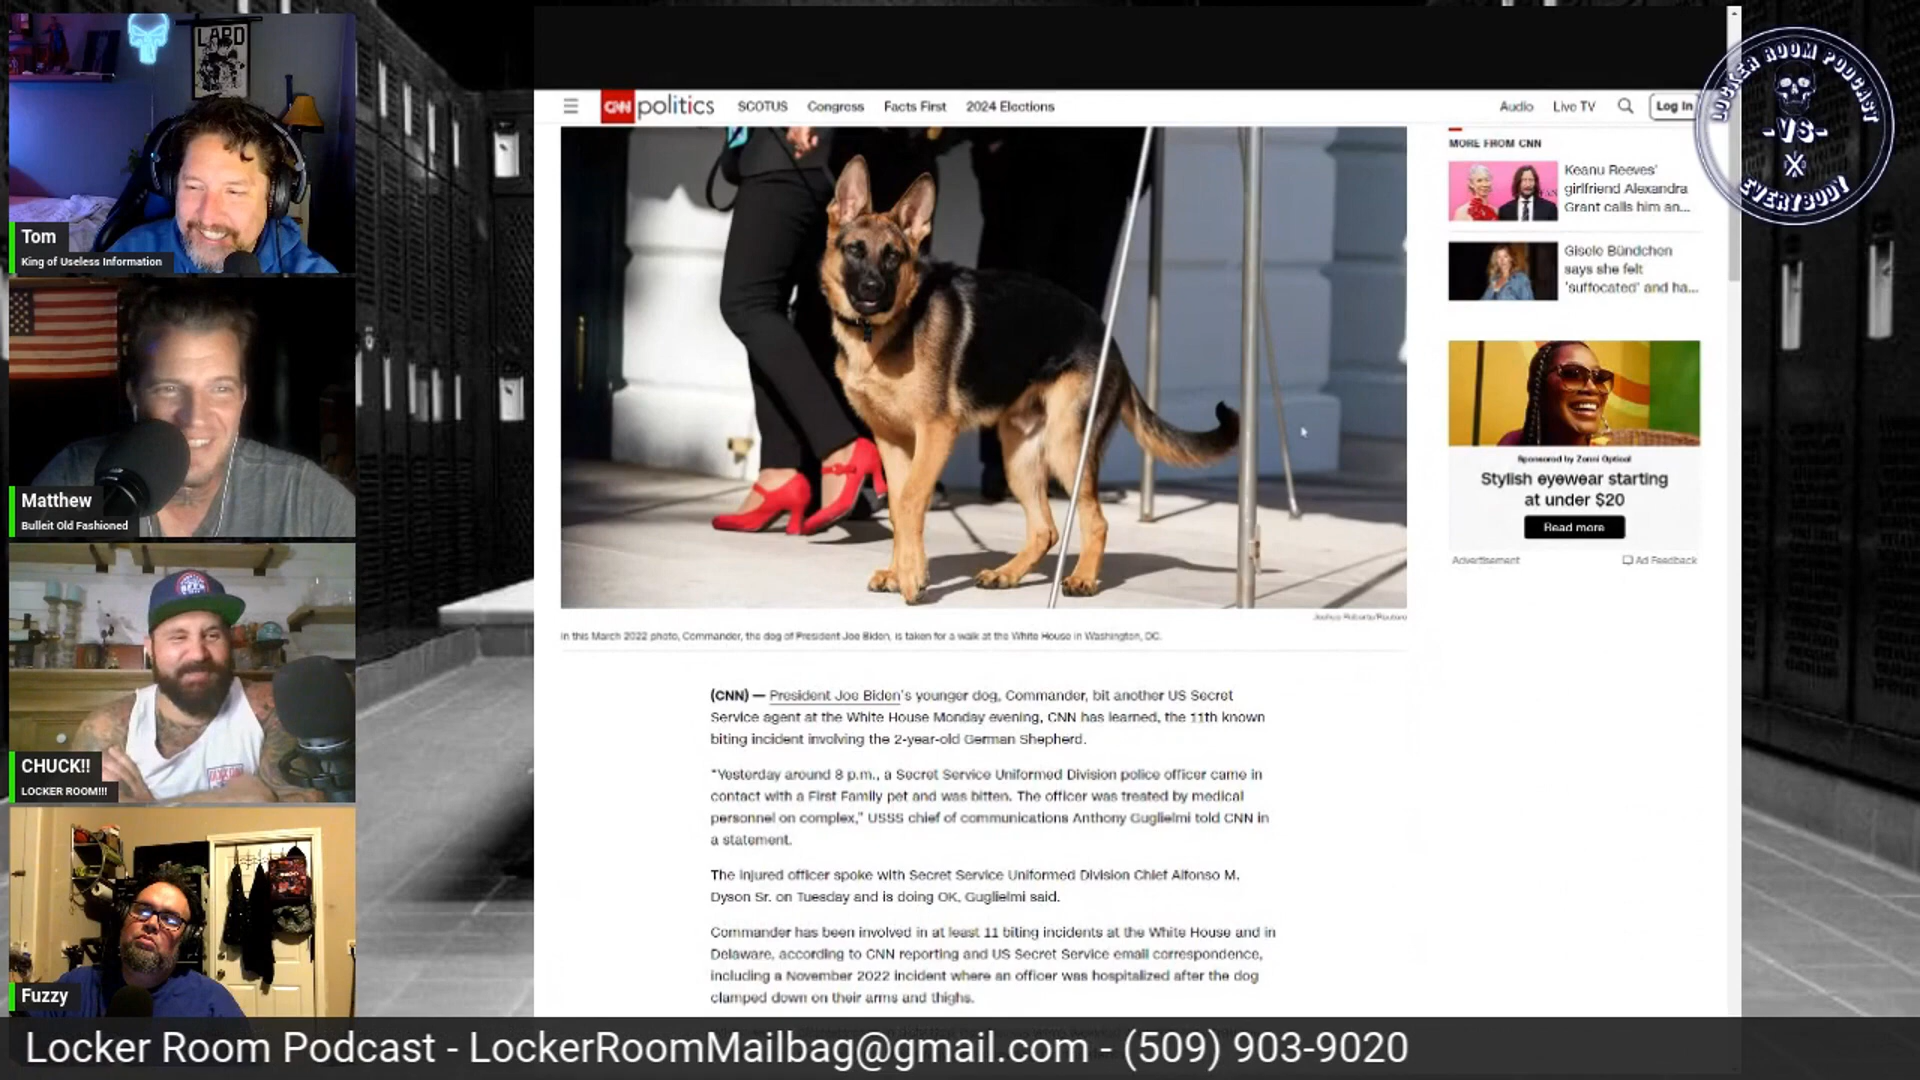 LARD
Tom
King of Useless Information
Matthew
Bulleit Old Fashioned
CHUCK!!
LOCKER ROOM!!!
Fuzzy
CNN politics SCOTUS Congress Facts First 2024 Elections Audio Live TV Log In
LOCKER ROOM PODCAST
-VS-
EVERYBODY
MORE FROM CNN
Keanu Reeves'
girlfriend Alexandra
Grant calls him an...
Gisele Bündchen
says she felt
'suffocated' and ha...
Sponsored by Zenni Optical
Stylish eyewear starting
at under $20
Read more
Advertisement Ad Feedback
Joshua Roberts/Reuters
In this March 2022 photo, Commander, the dog of President Joe Biden, is taken for a walk at the White House in Washington, DC.
(CNN) — President Joe Biden's younger dog, Commander, bit another US Secret
Service agent at the White House Monday evening, CNN has learned, the 11th known
biting incident involving the 2-year-old German Shepherd.
"Yesterday around 8 p.m., a Secret Service Uniformed Division police officer came in
contact with a First Family pet and was bitten. The officer was treated by medical
personnel on complex," USSS chief of communications Anthony Guglielmi told CNN in
a statement.
The injured officer spoke with Secret Service Uniformed Division Chief Alfonso M.
Dyson Sr. on Tuesday and is doing OK, Guglielmi said.
Commander has been involved in at least 11 biting incidents at the White House and in
Delaware, according to CNN reporting and US Secret Service email correspondence,
including a November 2022 incident where an officer was hospitalized after the dog
clamped down on their arms and thighs.
Locker Room Podcast - LockerRoomMailbag@gmail.com - (509) 903-9020